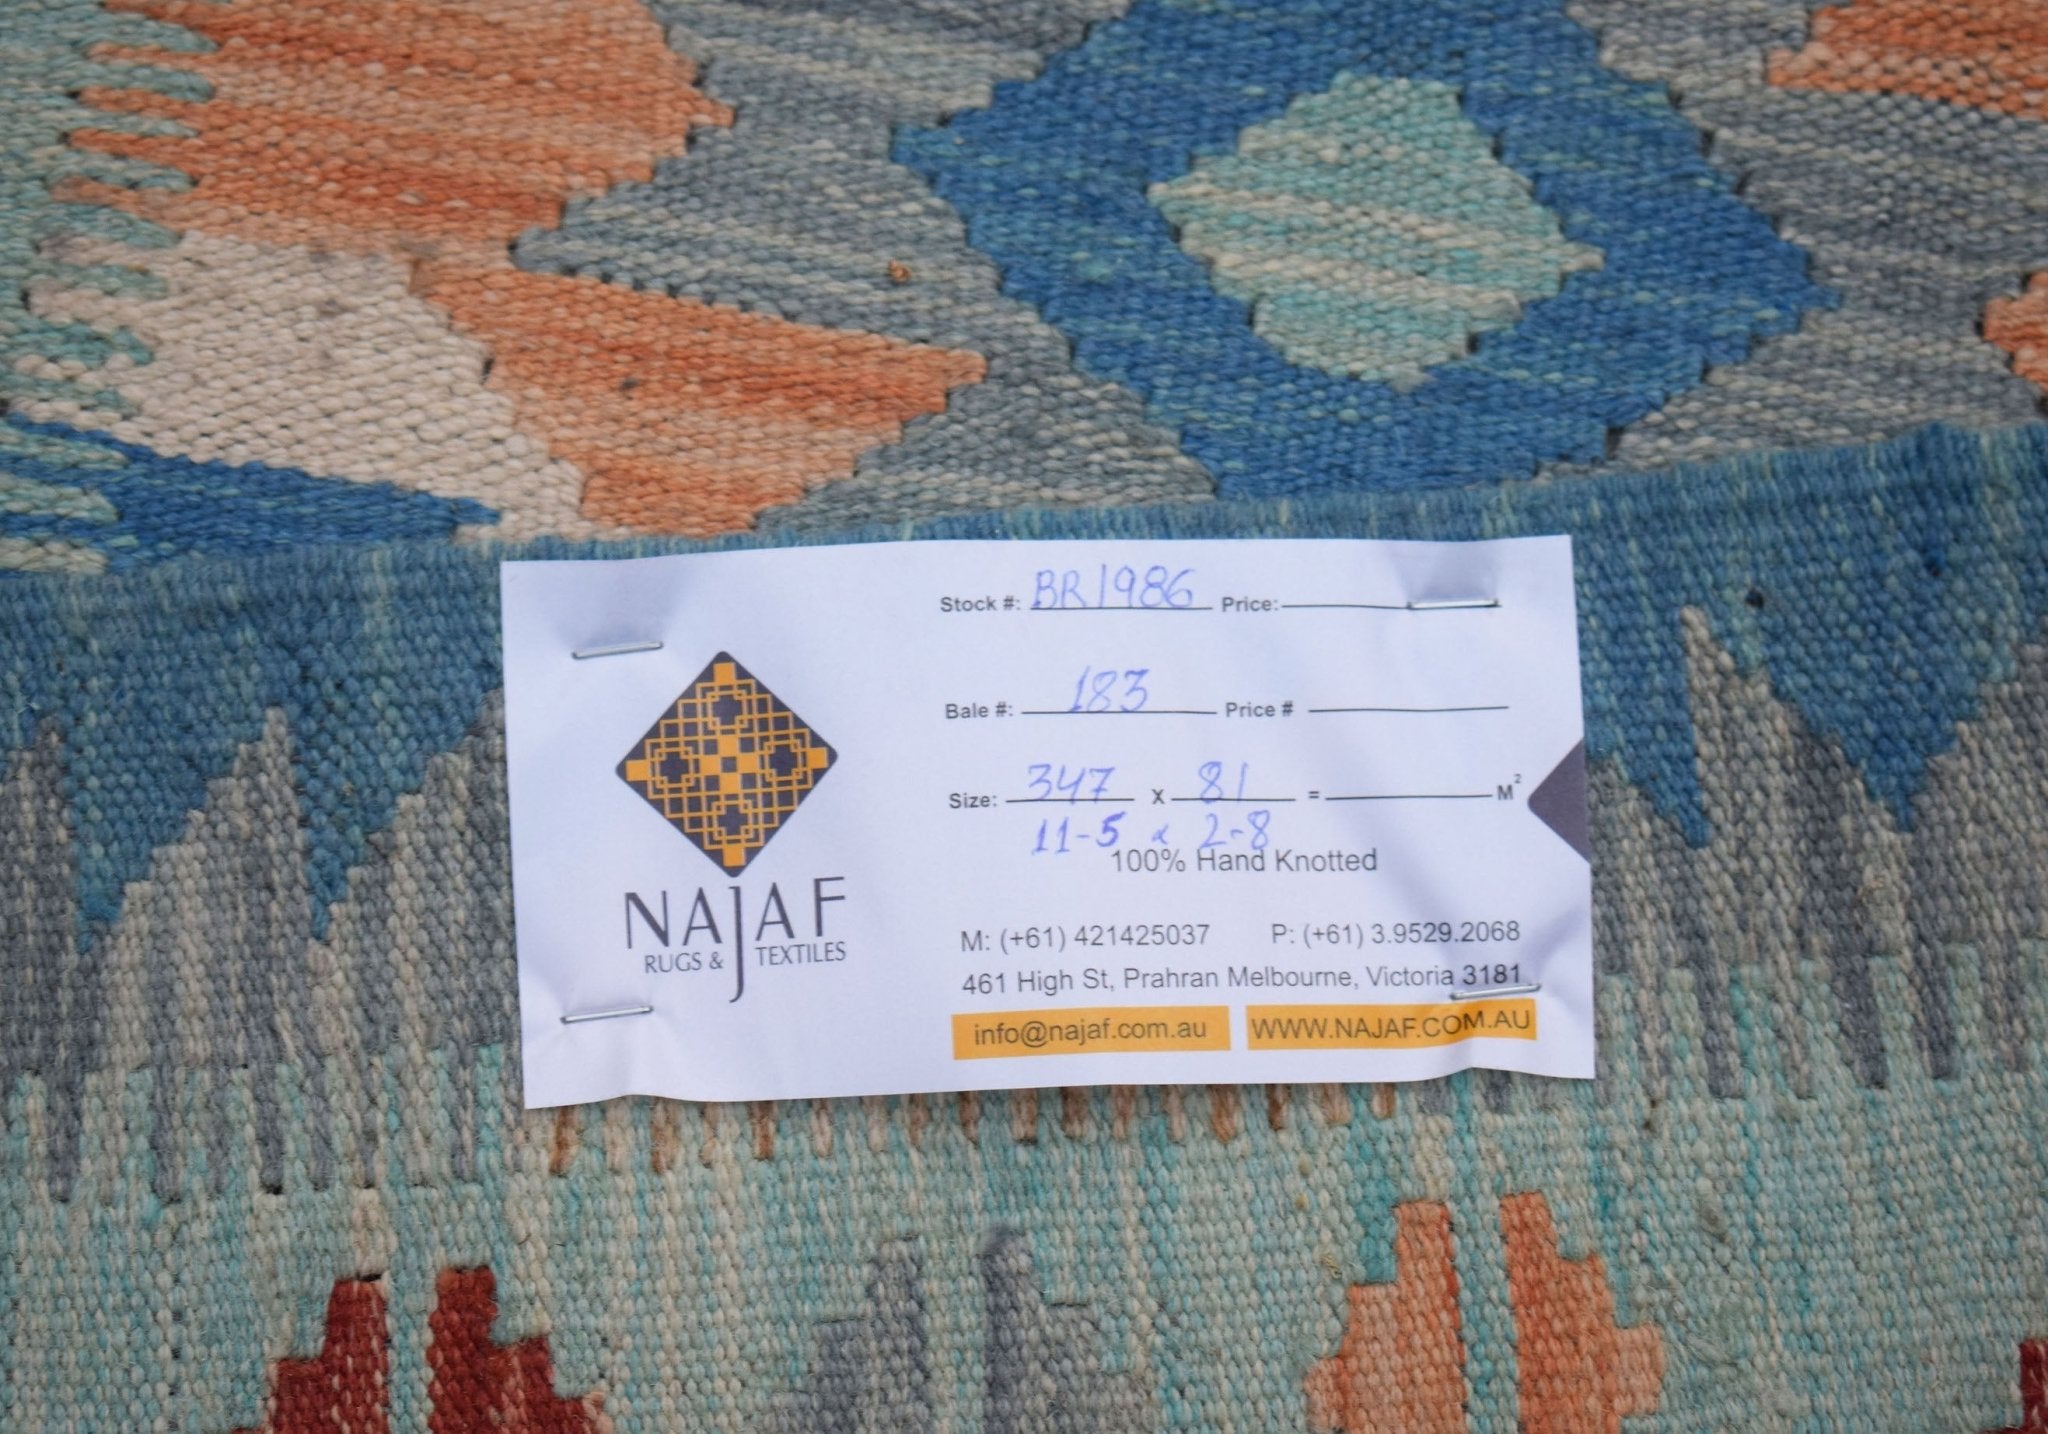 Stock #: BR1986 Price:
Bale #: 183 Price #
Size: 347 x 81 = M²
11-5 x 2-8
100% Hand Knotted
NAJAF
RUGS & TEXTILES
M: (+61) 421425037 P: (+61) 3.9529.2068
461 High St, Prahran Melbourne, Victoria 3181
info@najaf.com.au WWW.NAJAF.COM.AU